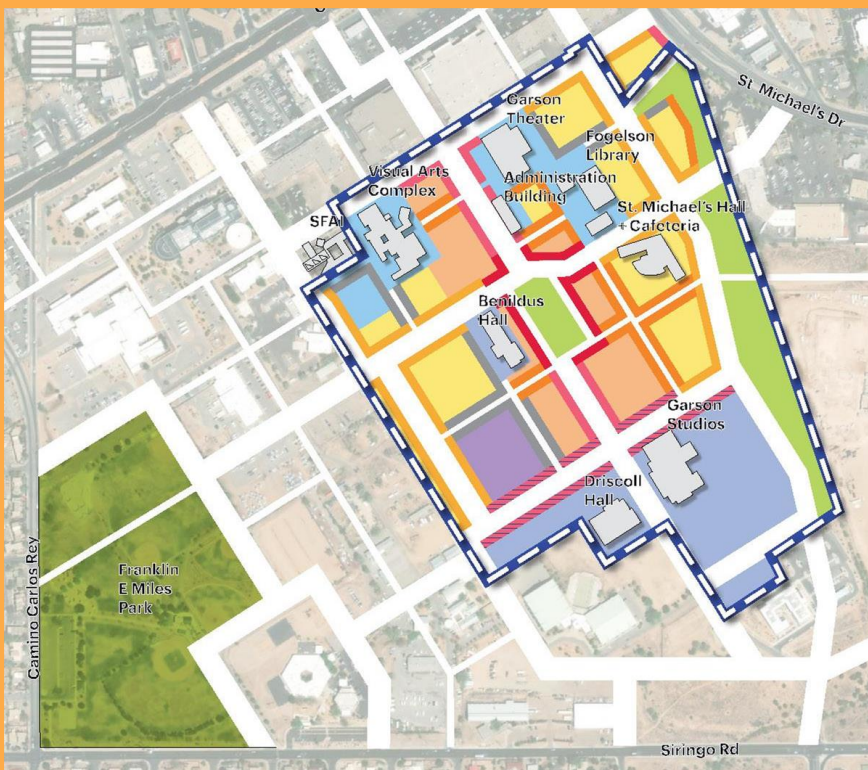 Garson
Theater
St. Michael's Dr
Fogelson
Library
Visual Arts
Complex
Administration
Building
SFAI
St. Michael's Hall
+ Cafeteria
Benildus
Hall
Garson
Studios
Driscoll
Hall
Franklin
E Miles
Park
Camino Carlos Rey
Siringo Rd